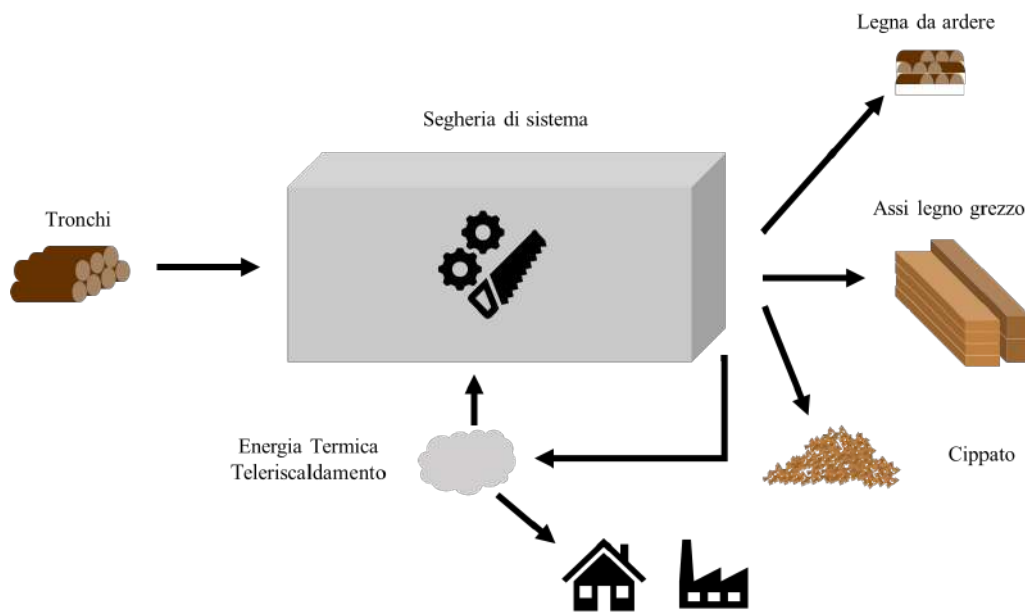 Legna da ardere
Segheria di sistema
Tronchi
Assi legno grezzo
Energia Termica
Teleriscaldamento
Cippato